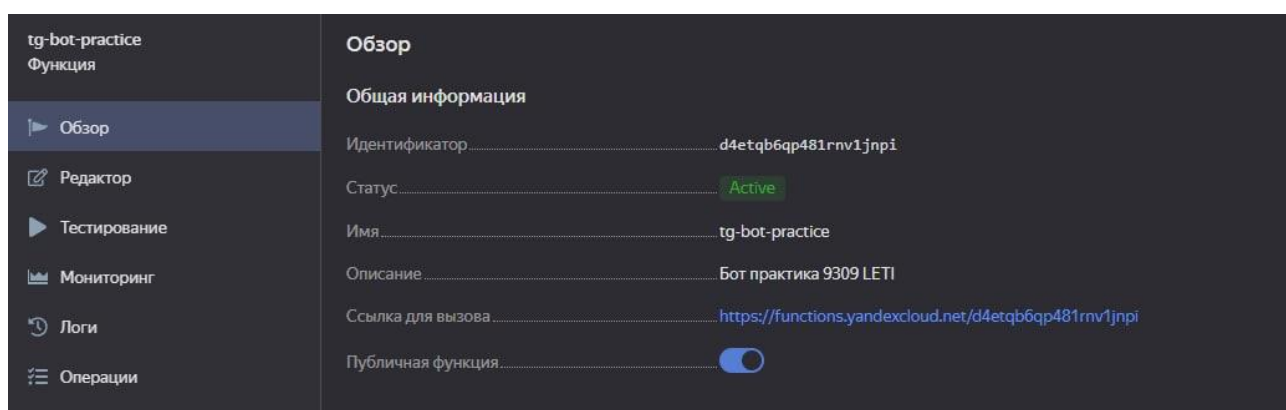 tg-bot-practice
Функция
Обзор
Редактор
Тестирование
Мониторинг
Логи
Операции
Обзор
Общая информация
Идентификатор d4etqb6qp481rnv1jnpi
Статус Active
Имя tg-bot-practice
Описание Бот практика 9309 LETI
Ссылка для вызова https://functions.yandexcloud.net/d4etqb6qp481rnv1jnpi
Публичная функция